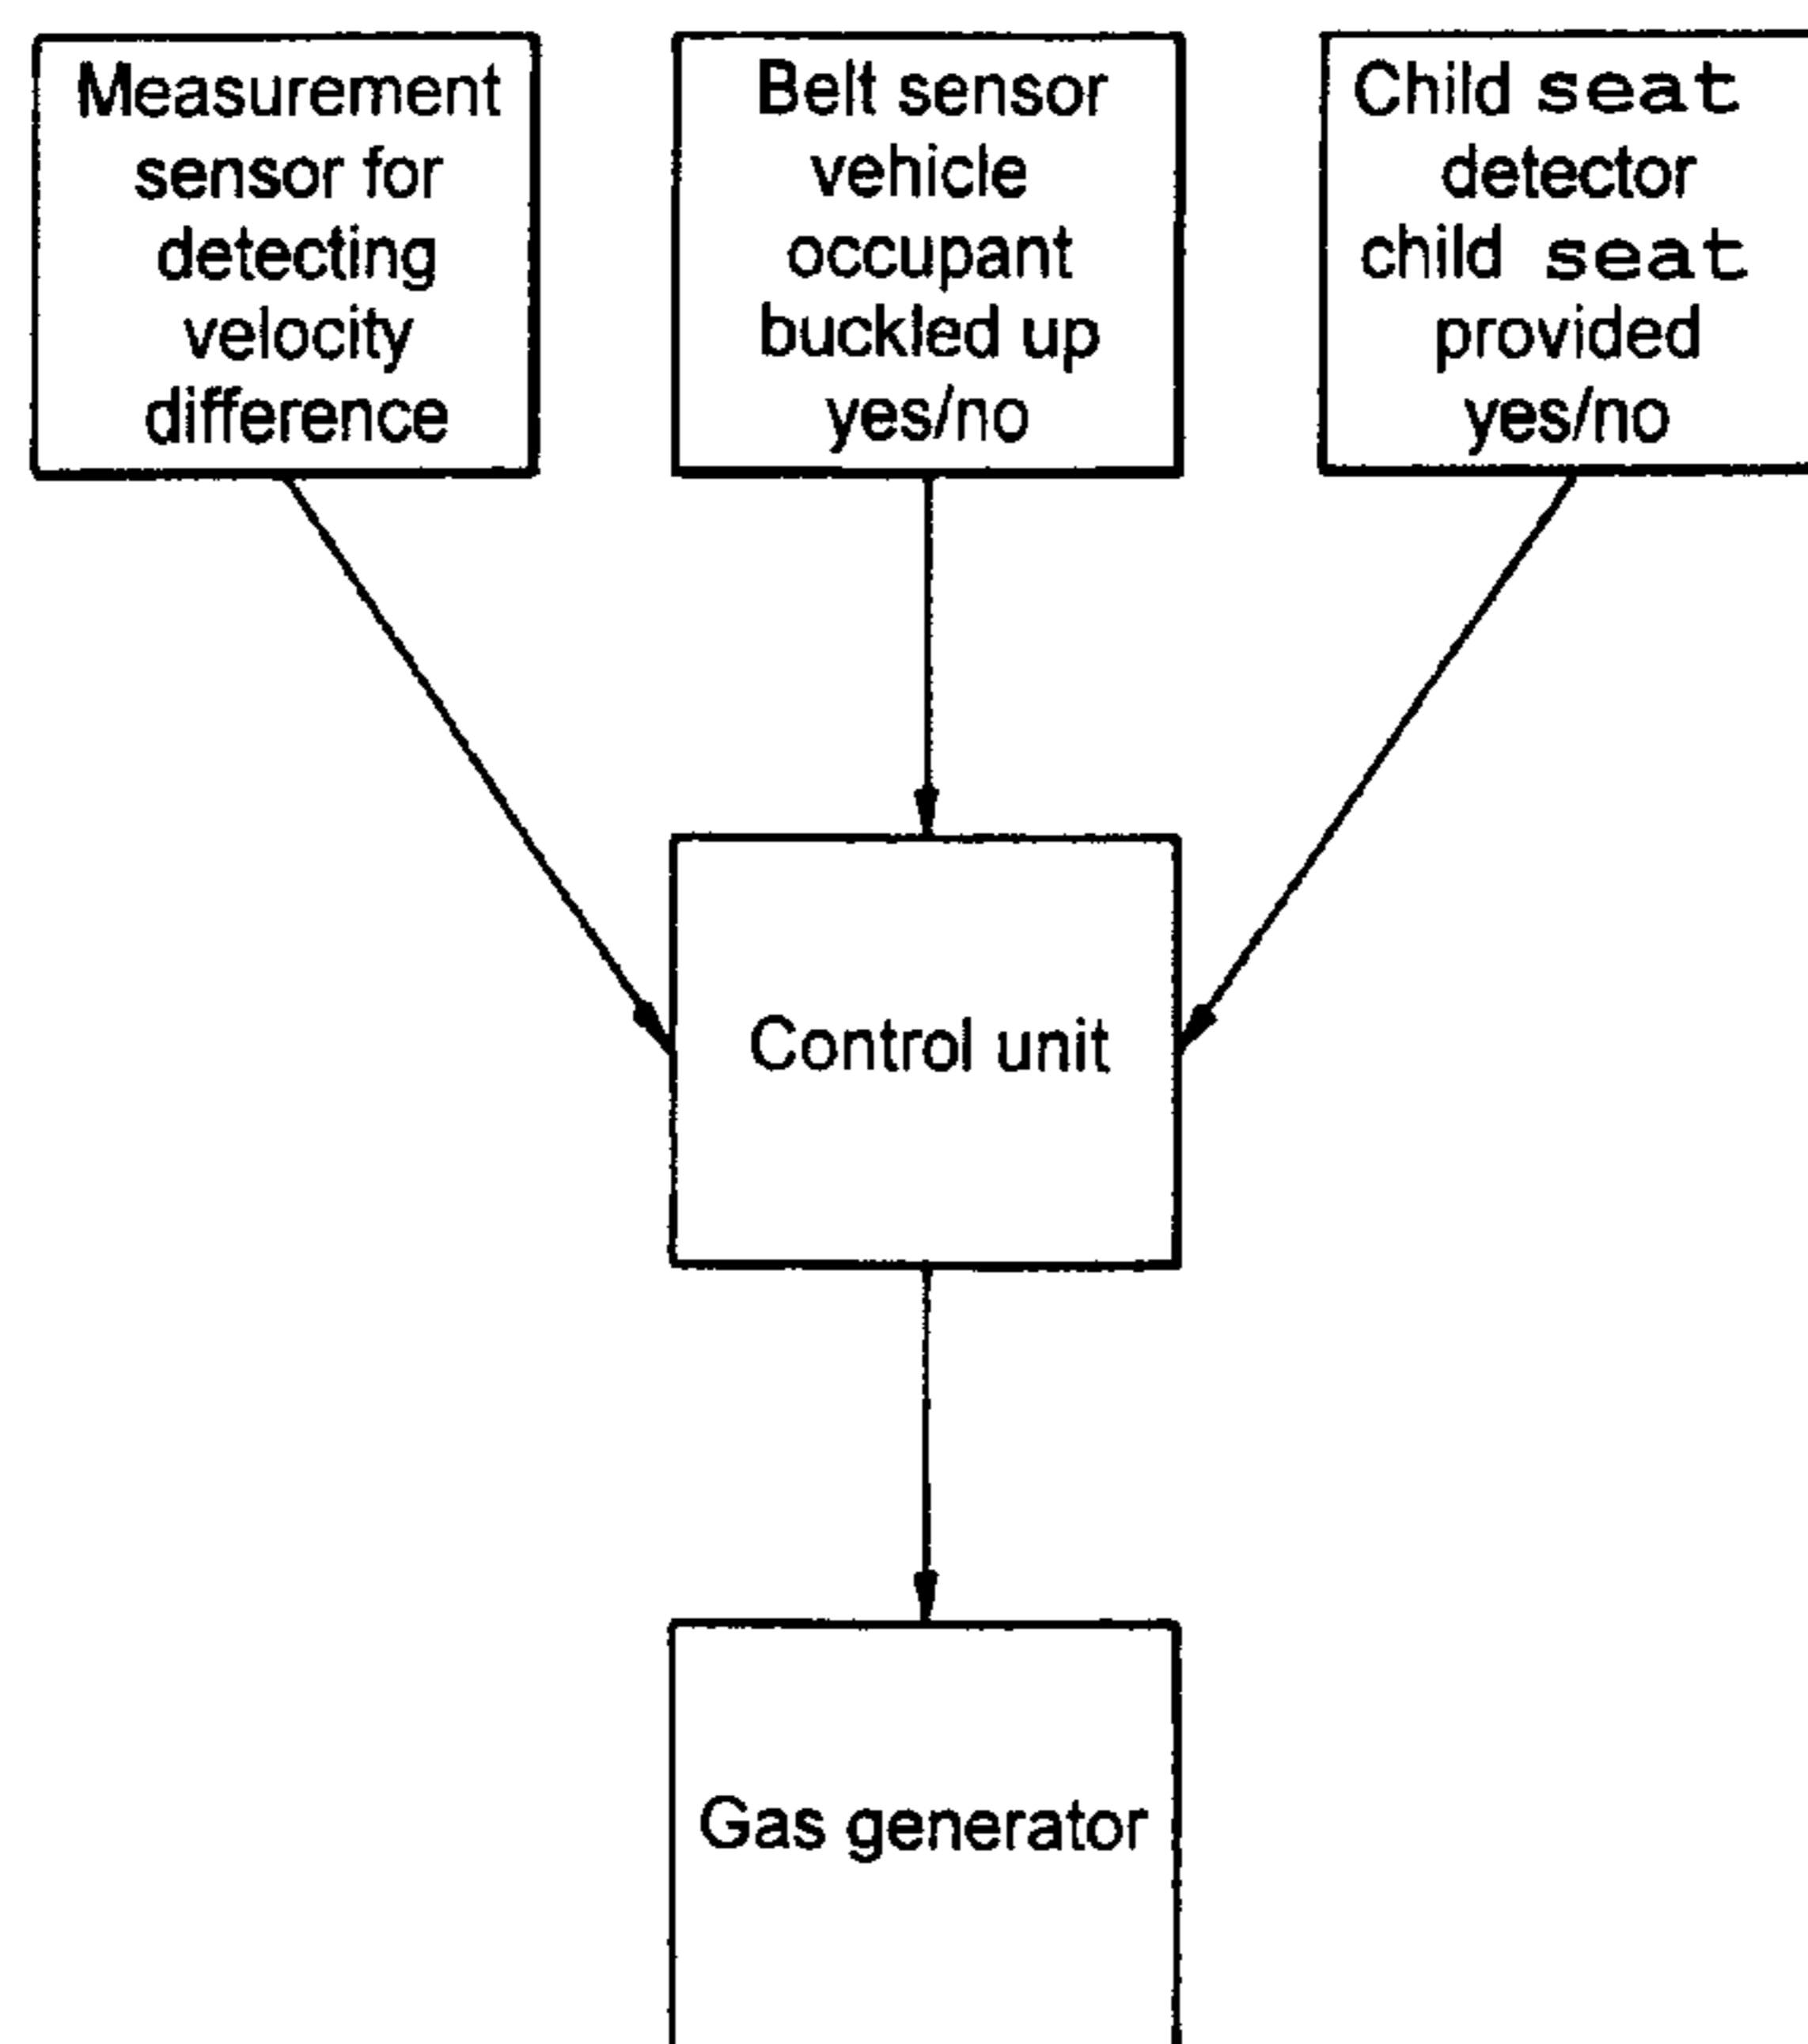 Measurement
sensor for
detecting
velocity
difference
Belt sensor
vehicle
occupant
buckled up
yes/no
Child seat
detector
child seat
provided
yes/no
Control unit
Gas generator